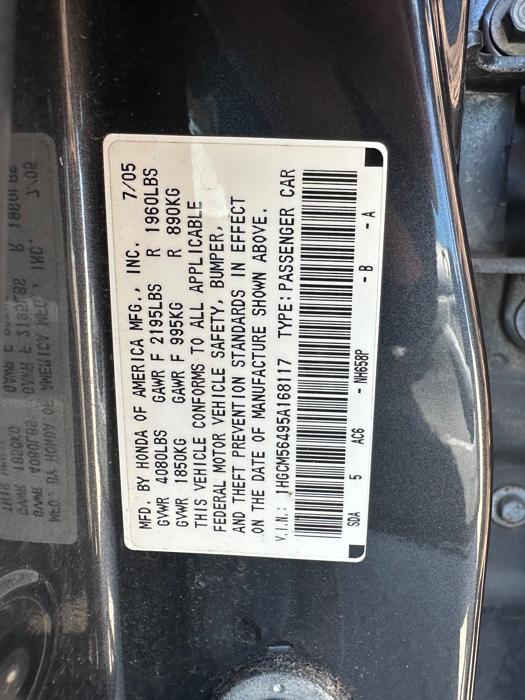 MFD. BY HONDA OF AMERICA MFG., INC. 7/05
GVWR 4080LBS GAWR F 2195LBS R 1960LBS
GVWR 1850KG GAWR F 995KG R 890KG
THIS VEHICLE CONFORMS TO ALL APPLICABLE
FEDERAL MOTOR VEHICLE SAFETY, BUMPER,
AND THEFT PREVENTION STANDARDS IN EFFECT
ON THE DATE OF MANUFACTURE SHOWN ABOVE.
V.I.N.: 1HGCM56495A168117 TYPE: PASSENGER CAR
SDA 5 AC6 - NH658P - B - A